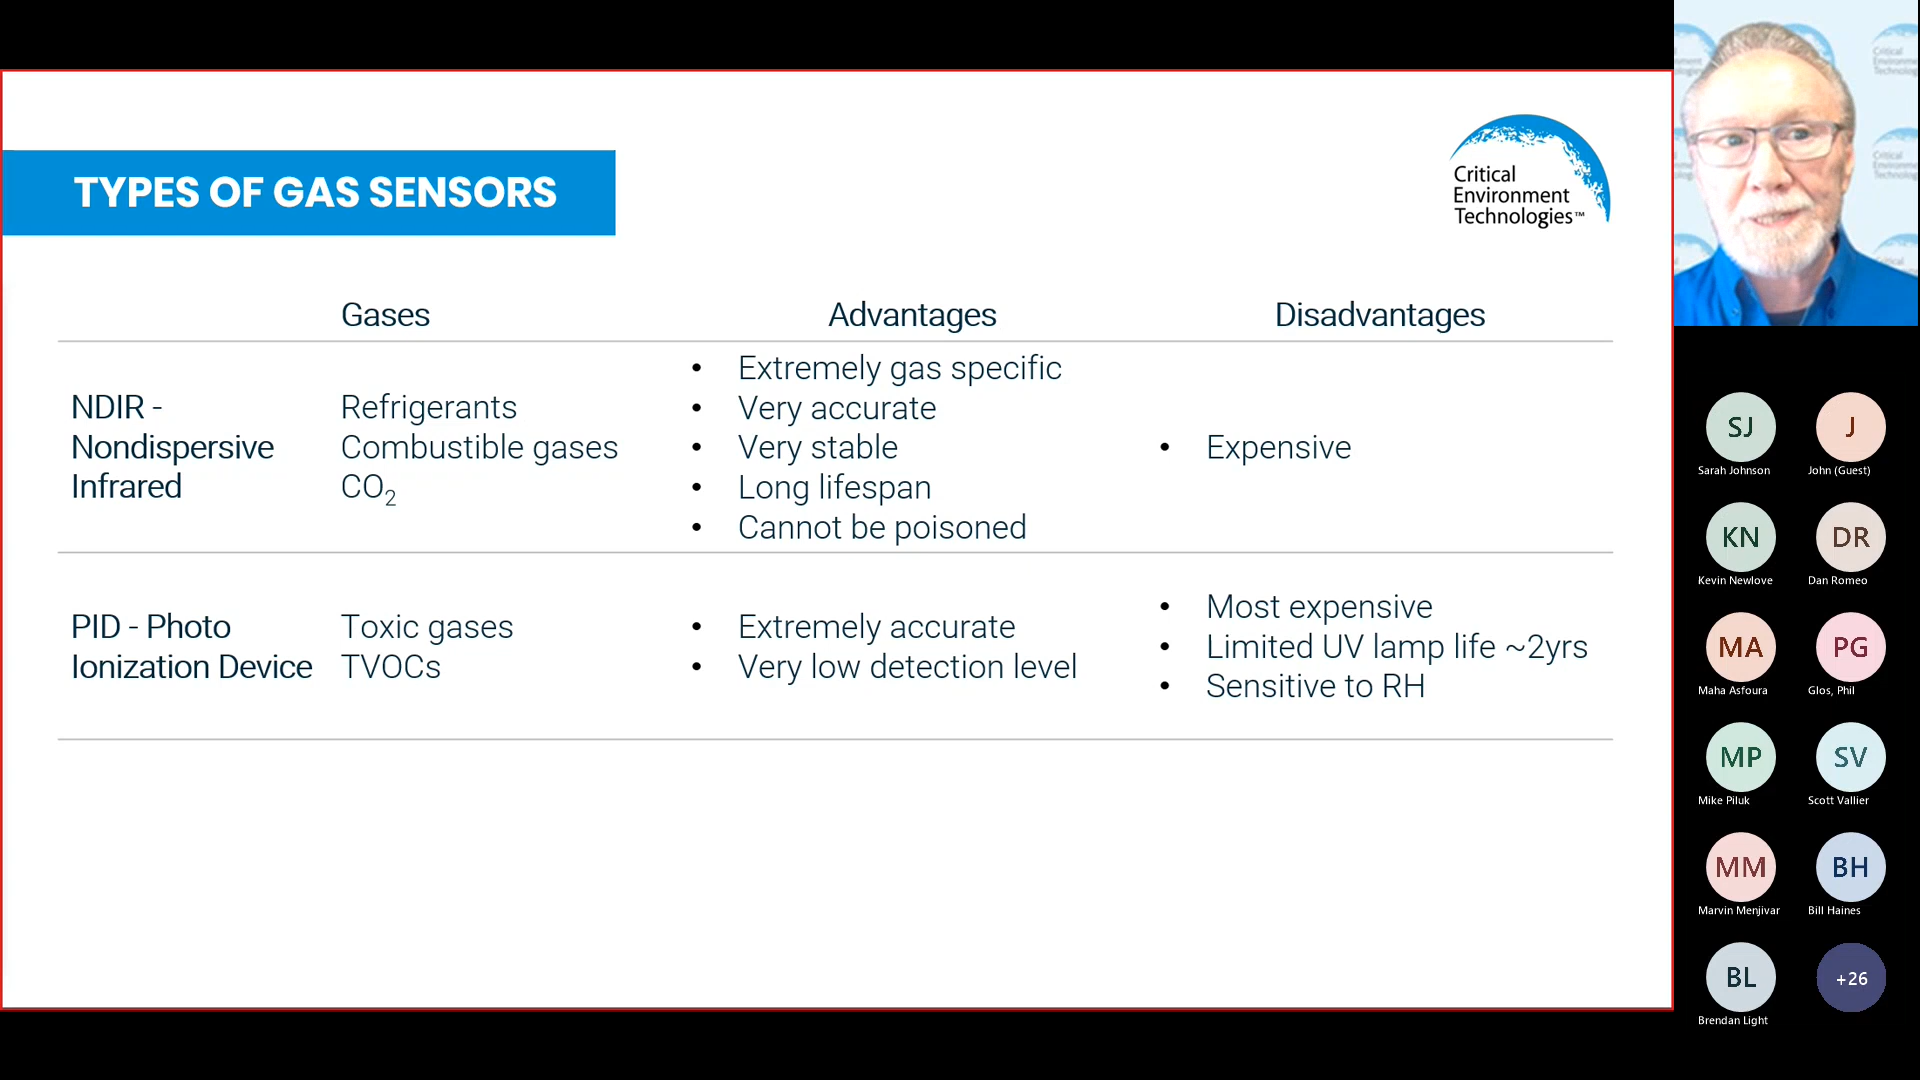 TYPES OF GAS SENSORS
Critical
Environment
Technologies™
Gases
Advantages
Disadvantages
NDIR -
Nondispersive
Infrared
Refrigerants
Combustible gases
CO₂
• Extremely gas specific
• Very accurate
• Very stable
• Long lifespan
• Cannot be poisoned
• Expensive
PID - Photo
Ionization Device
Toxic gases
TVOCs
• Extremely accurate
• Very low detection level
• Most expensive
• Limited UV lamp life ~2yrs
• Sensitive to RH
SJ
Sarah Johnson
J
John (Guest)
KN
Kevin Newlove
DR
Dan Romeo
MA
Maha Asfoura
PG
Glos, Phil
MP
Mike Piluk
SV
Scott Vallier
MM
Marvin Menjivar
BH
Bill Haines
BL
Brendan Light
+26